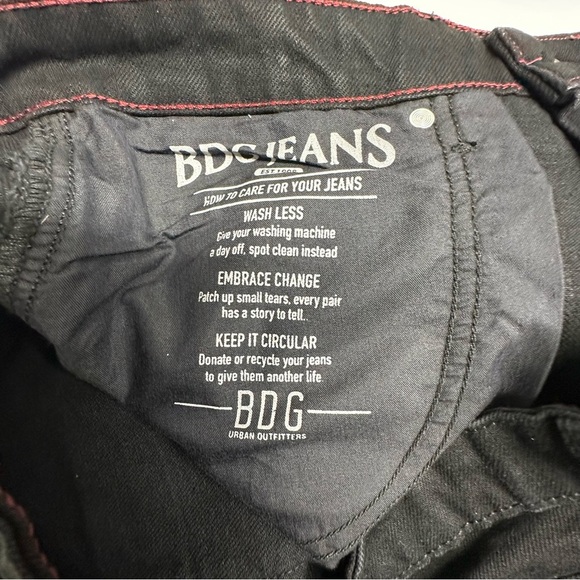 BDG JEANS
HOW TO CARE FOR YOUR JEANS
WASH LESS
Give your washing machine
a day off, spot clean instead
EMBRACE CHANGE
Patch up small tears, every pair
has a story to tell..
KEEP IT CIRCULAR
Donate or recycle your jeans
to give them another life.
BDG
URBAN OUTFITTERS